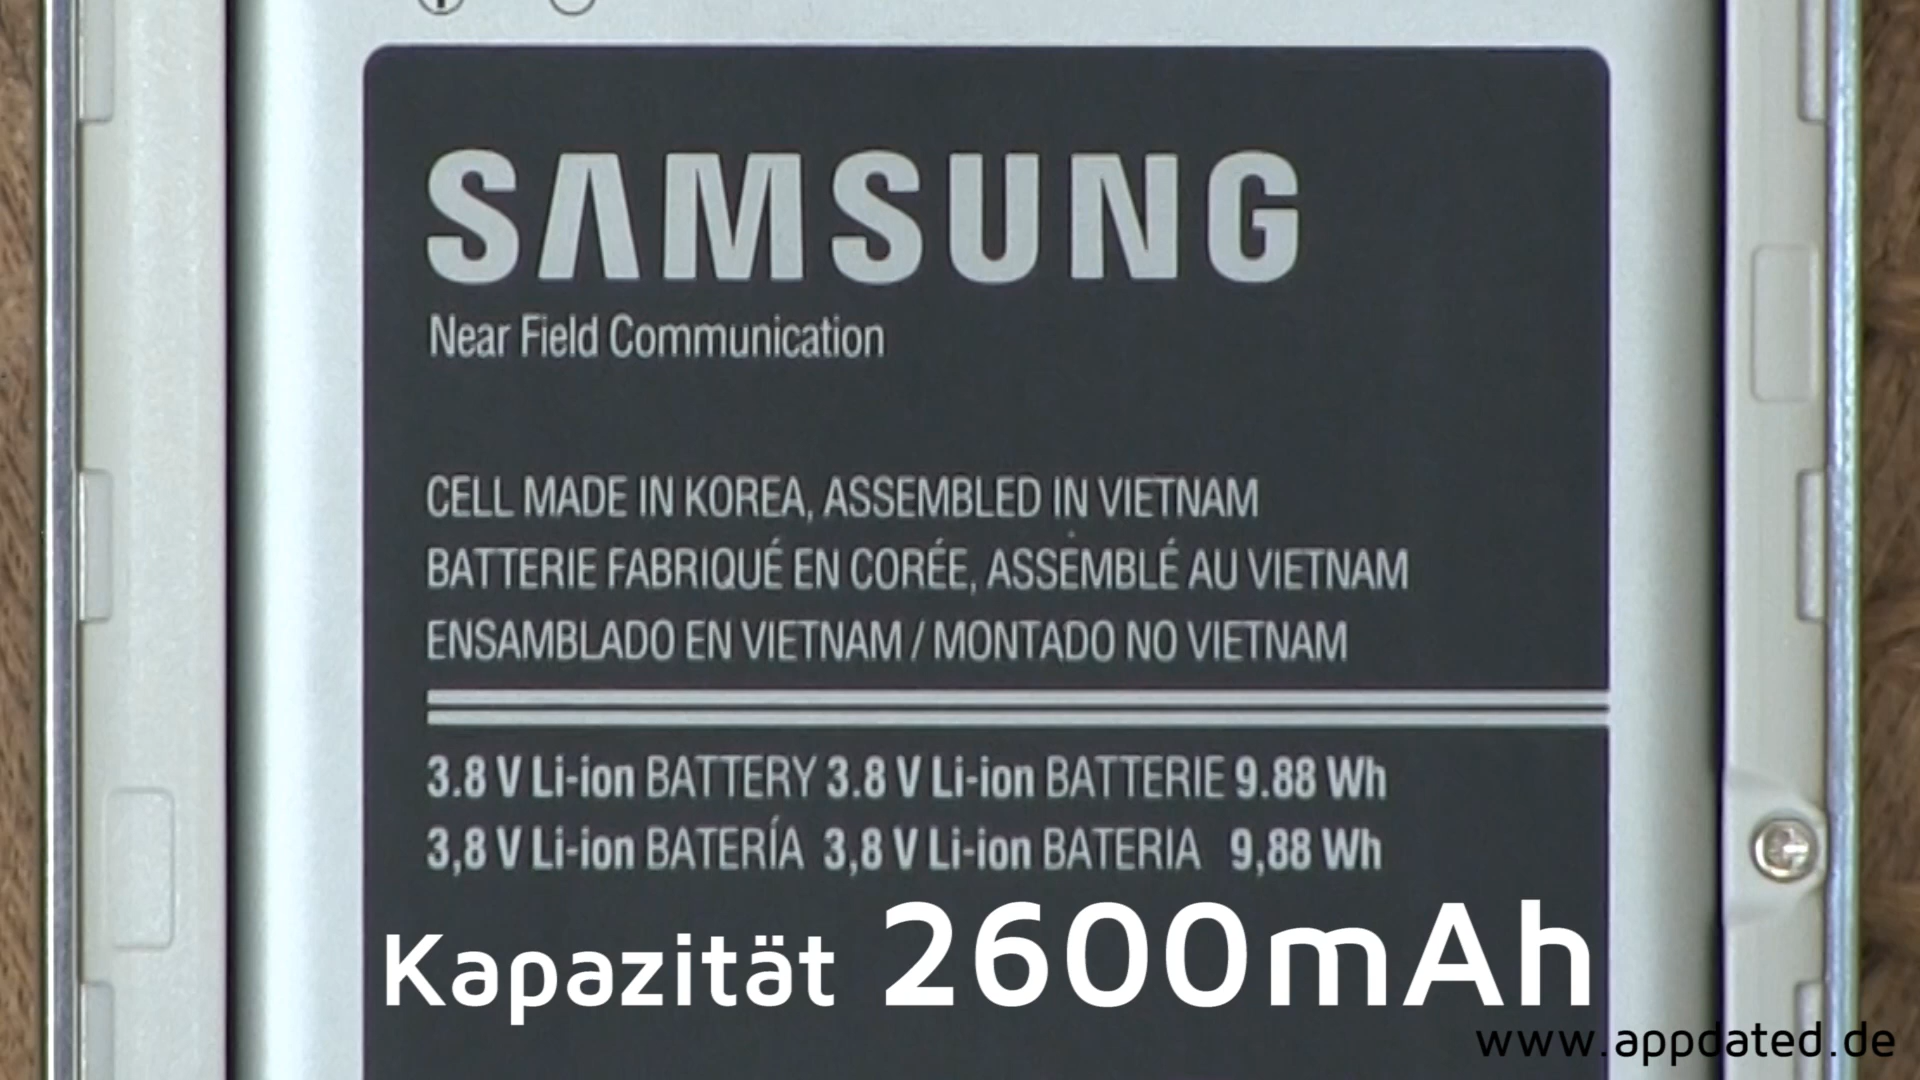 SAMSUNG
Near Field Communication
CELL MADE IN KOREA, ASSEMBLED IN VIETNAM
BATTERIE FABRIQUÉ EN CORÉE, ASSEMBLÉ AU VIETNAM
ENSAMBLADO EN VIETNAM / MONTADO NO VIETNAM
3.8 V Li-ion BATTERY 3.8 V Li-ion BATTERIE 9.88 Wh
3,8 V Li-ion BATERÍA 3,8 V Li-ion BATERIA 9,88 Wh
Kapazität 2600mAh
www.appdated.de